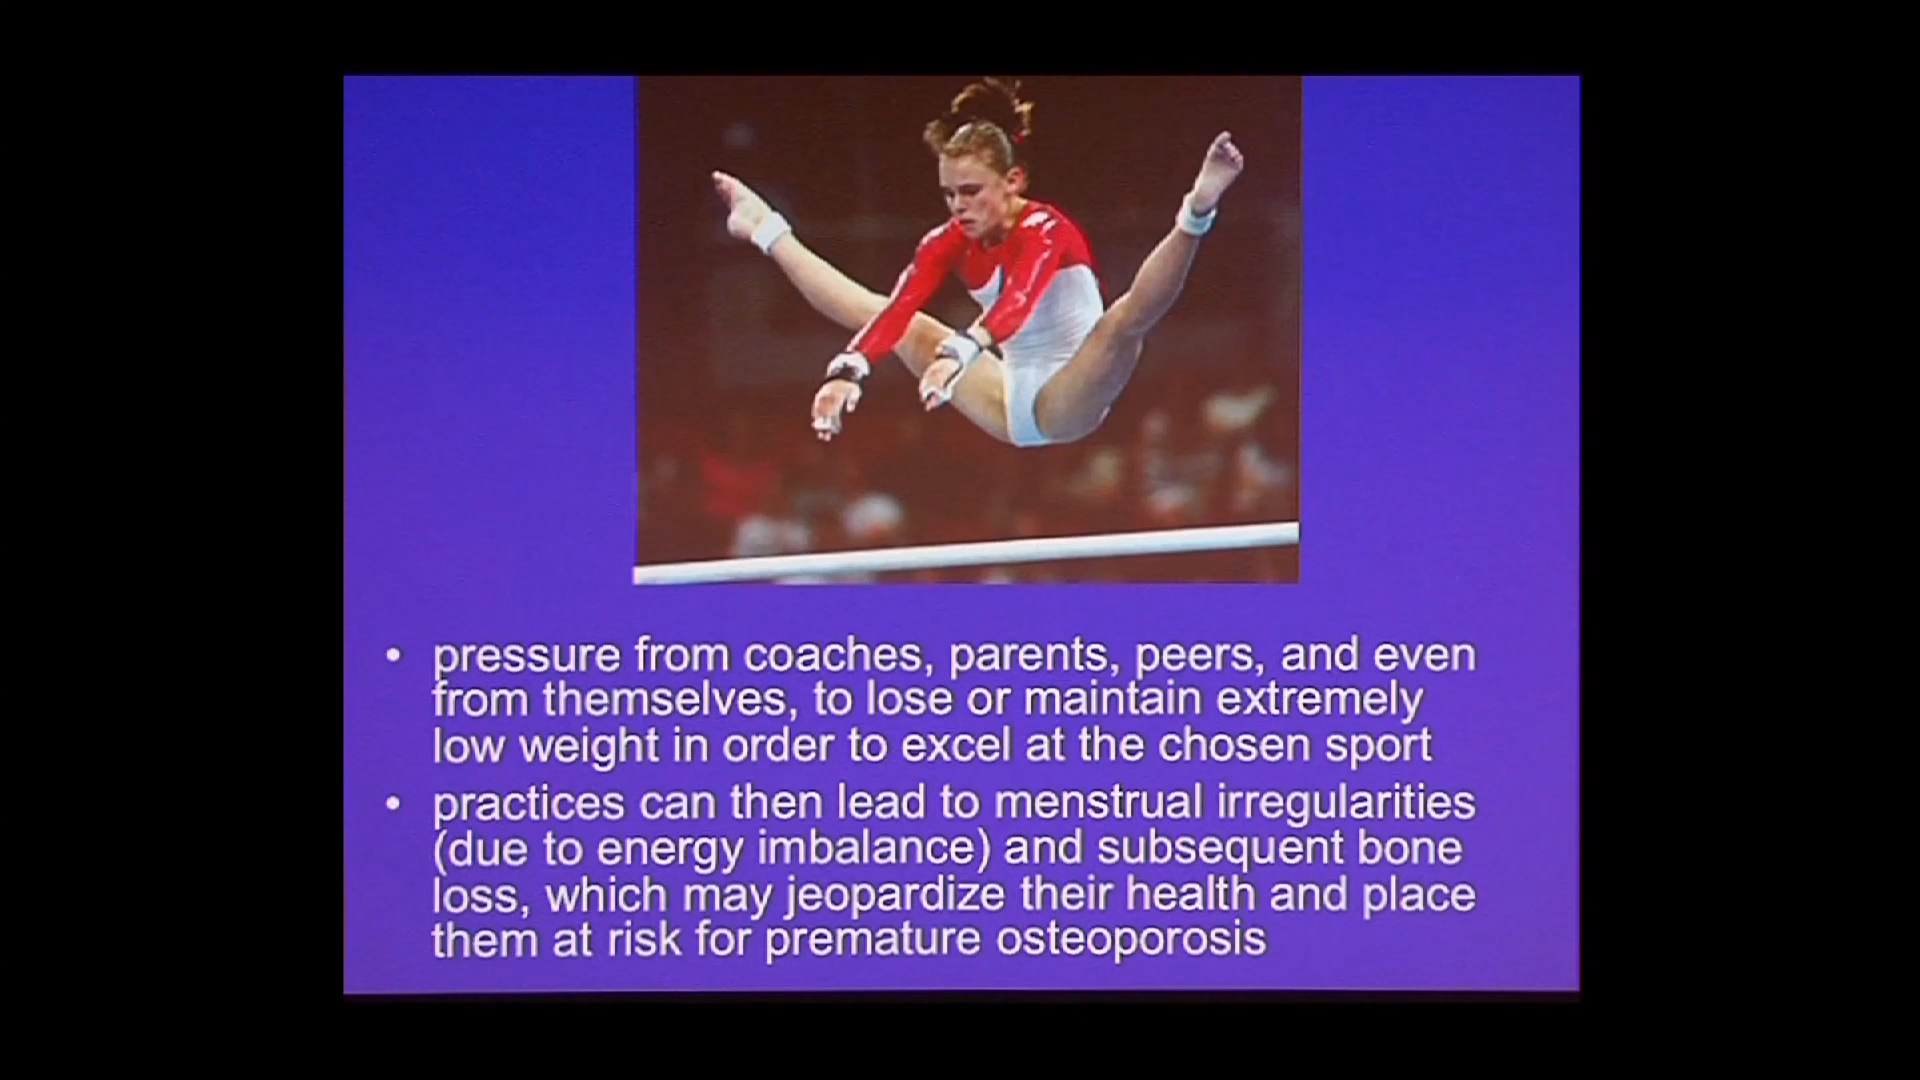 • pressure from coaches, parents, peers, and even
from themselves, to lose or maintain extremely
low weight in order to excel at the chosen sport
• practices can then lead to menstrual irregularities
(due to energy imbalance) and subsequent bone
loss, which may jeopardize their health and place
them at risk for premature osteoporosis